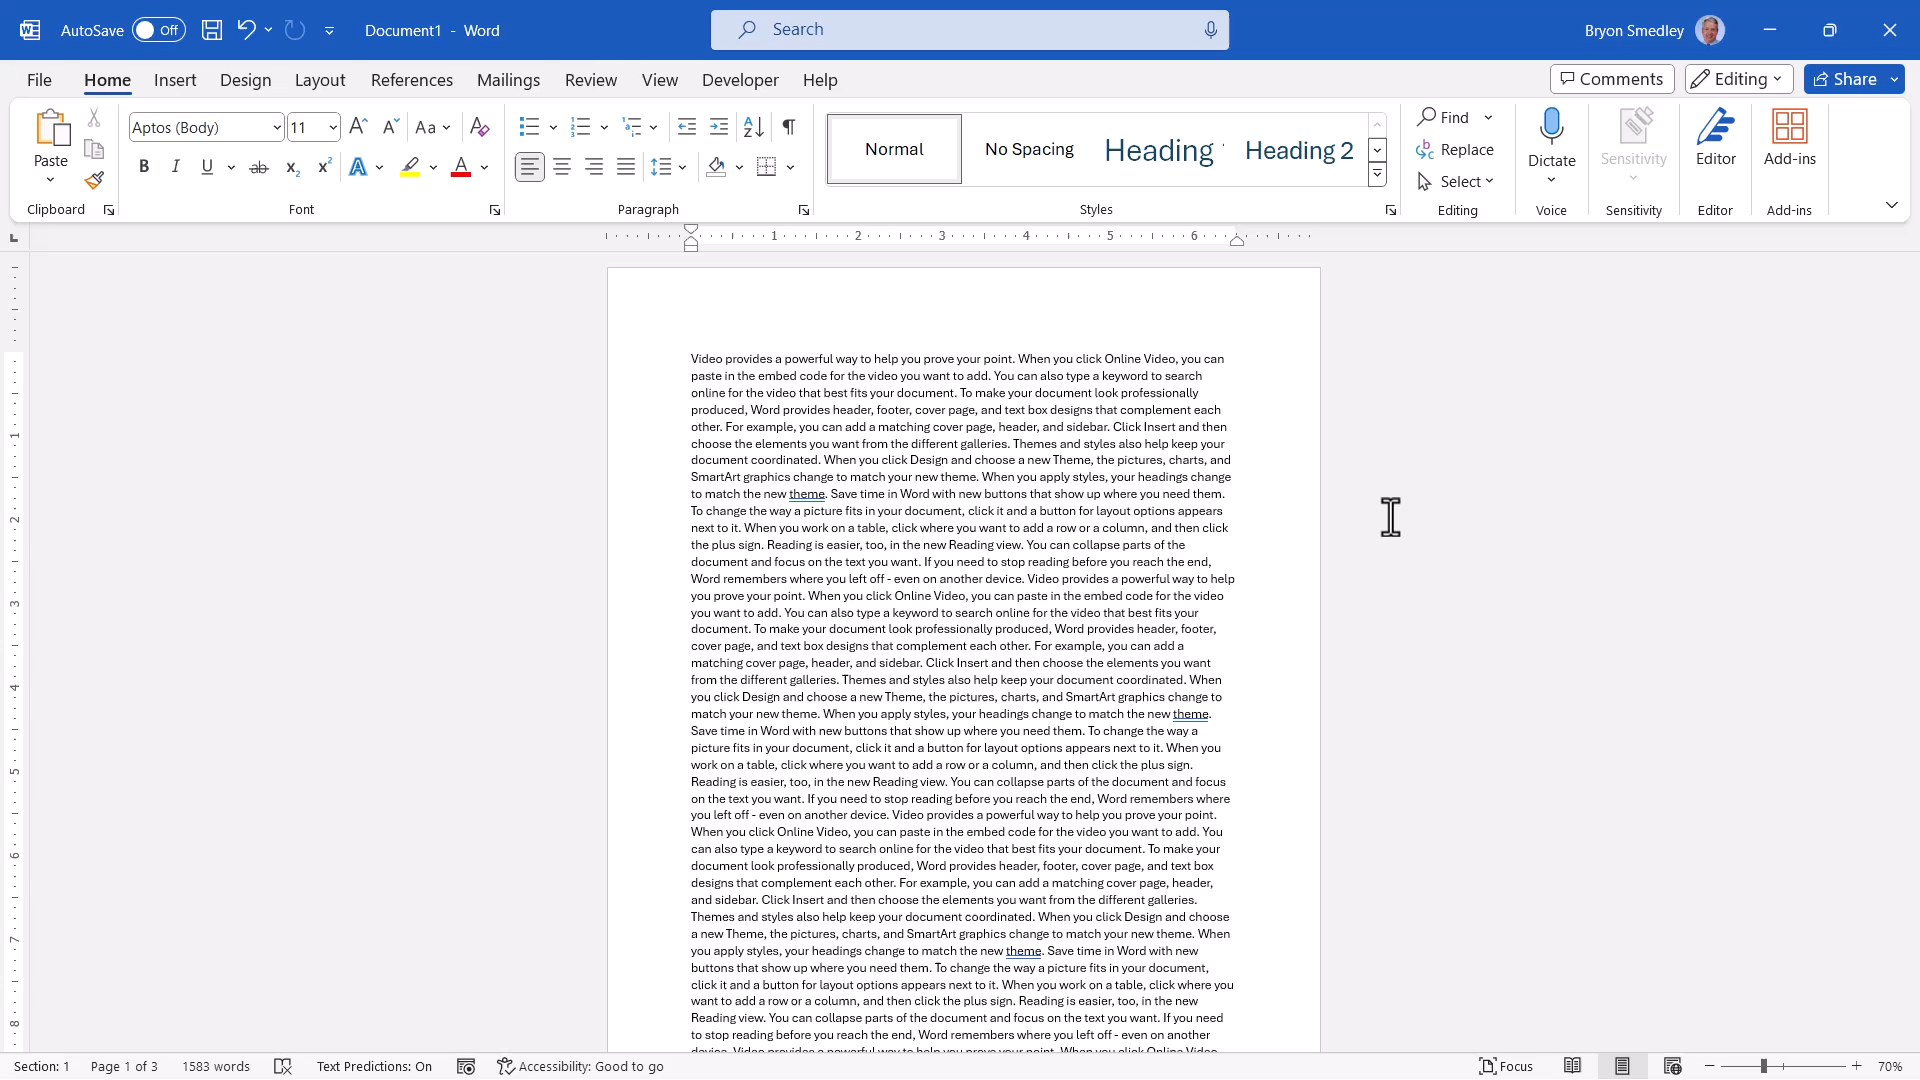 AutoSave Off Document1 - Word Search Bryon Smedley
File Home Insert Design Layout References Mailings Review View Developer Help Comments Editing Share
Paste
Clipboard
Aptos (Body) 11 Aa
B I U ab x2 x2 A A
Font
Paragraph
Normal No Spacing Heading Heading 2
Styles
Find
Replace
Select
Editing
Dictate
Voice
Sensitivity
Sensitivity
Editor
Editor
Add-ins
Add-ins
1 2 3 4 5 6
Video provides a powerful way to help you prove your point. When you click Online Video, you can
paste in the embed code for the video you want to add. You can also type a keyword to search
online for the video that best fits your document. To make your document look professionally
produced, Word provides header, footer, cover page, and text box designs that complement each
other. For example, you can add a matching cover page, header, and sidebar. Click Insert and then
choose the elements you want from the different galleries. Themes and styles also help keep your
document coordinated. When you click Design and choose a new Theme, the pictures, charts, and
SmartArt graphics change to match your new theme. When you apply styles, your headings change
to match the new theme. Save time in Word with new buttons that show up where you need them.
To change the way a picture fits in your document, click it and a button for layout options appears
next to it. When you work on a table, click where you want to add a row or a column, and then click
the plus sign. Reading is easier, too, in the new Reading view. You can collapse parts of the
document and focus on the text you want. If you need to stop reading before you reach the end,
Word remembers where you left off - even on another device. Video provides a powerful way to help
you prove your point. When you click Online Video, you can paste in the embed code for the video
you want to add. You can also type a keyword to search online for the video that best fits your
document. To make your document look professionally produced, Word provides header, footer,
cover page, and text box designs that complement each other. For example, you can add a
matching cover page, header, and sidebar. Click Insert and then choose the elements you want
from the different galleries. Themes and styles also help keep your document coordinated. When
you click Design and choose a new Theme, the pictures, charts, and SmartArt graphics change to
match your new theme. When you apply styles, your headings change to match the new theme.
Save time in Word with new buttons that show up where you need them. To change the way a
picture fits in your document, click it and a button for layout options appears next to it. When you
work on a table, click where you want to add a row or a column, and then click the plus sign.
Reading is easier, too, in the new Reading view. You can collapse parts of the document and focus
on the text you want. If you need to stop reading before you reach the end, Word remembers where
you left off - even on another device. Video provides a powerful way to help you prove your point.
When you click Online Video, you can paste in the embed code for the video you want to add. You
can also type a keyword to search online for the video that best fits your document. To make your
document look professionally produced, Word provides header, footer, cover page, and text box
designs that complement each other. For example, you can add a matching cover page, header,
and sidebar. Click Insert and then choose the elements you want from the different galleries.
Themes and styles also help keep your document coordinated. When you click Design and choose
a new Theme, the pictures, charts, and SmartArt graphics change to match your new theme. When
you apply styles, your headings change to match the new theme. Save time in Word with new
buttons that show up where you need them. To change the way a picture fits in your document,
click it and a button for layout options appears next to it. When you work on a table, click where you
want to add a row or a column, and then click the plus sign. Reading is easier, too, in the new
Reading view. You can collapse parts of the document and focus on the text you want. If you need
to stop reading before you reach the end, Word remembers where you left off - even on another
device. Video provides a powerful way to help you prove your point. When you click Online Video,
1
2
3
4
5
6
7
8
Section: 1 Page 1 of 3 1583 words Text Predictions: On Accessibility: Good to go Focus 70%